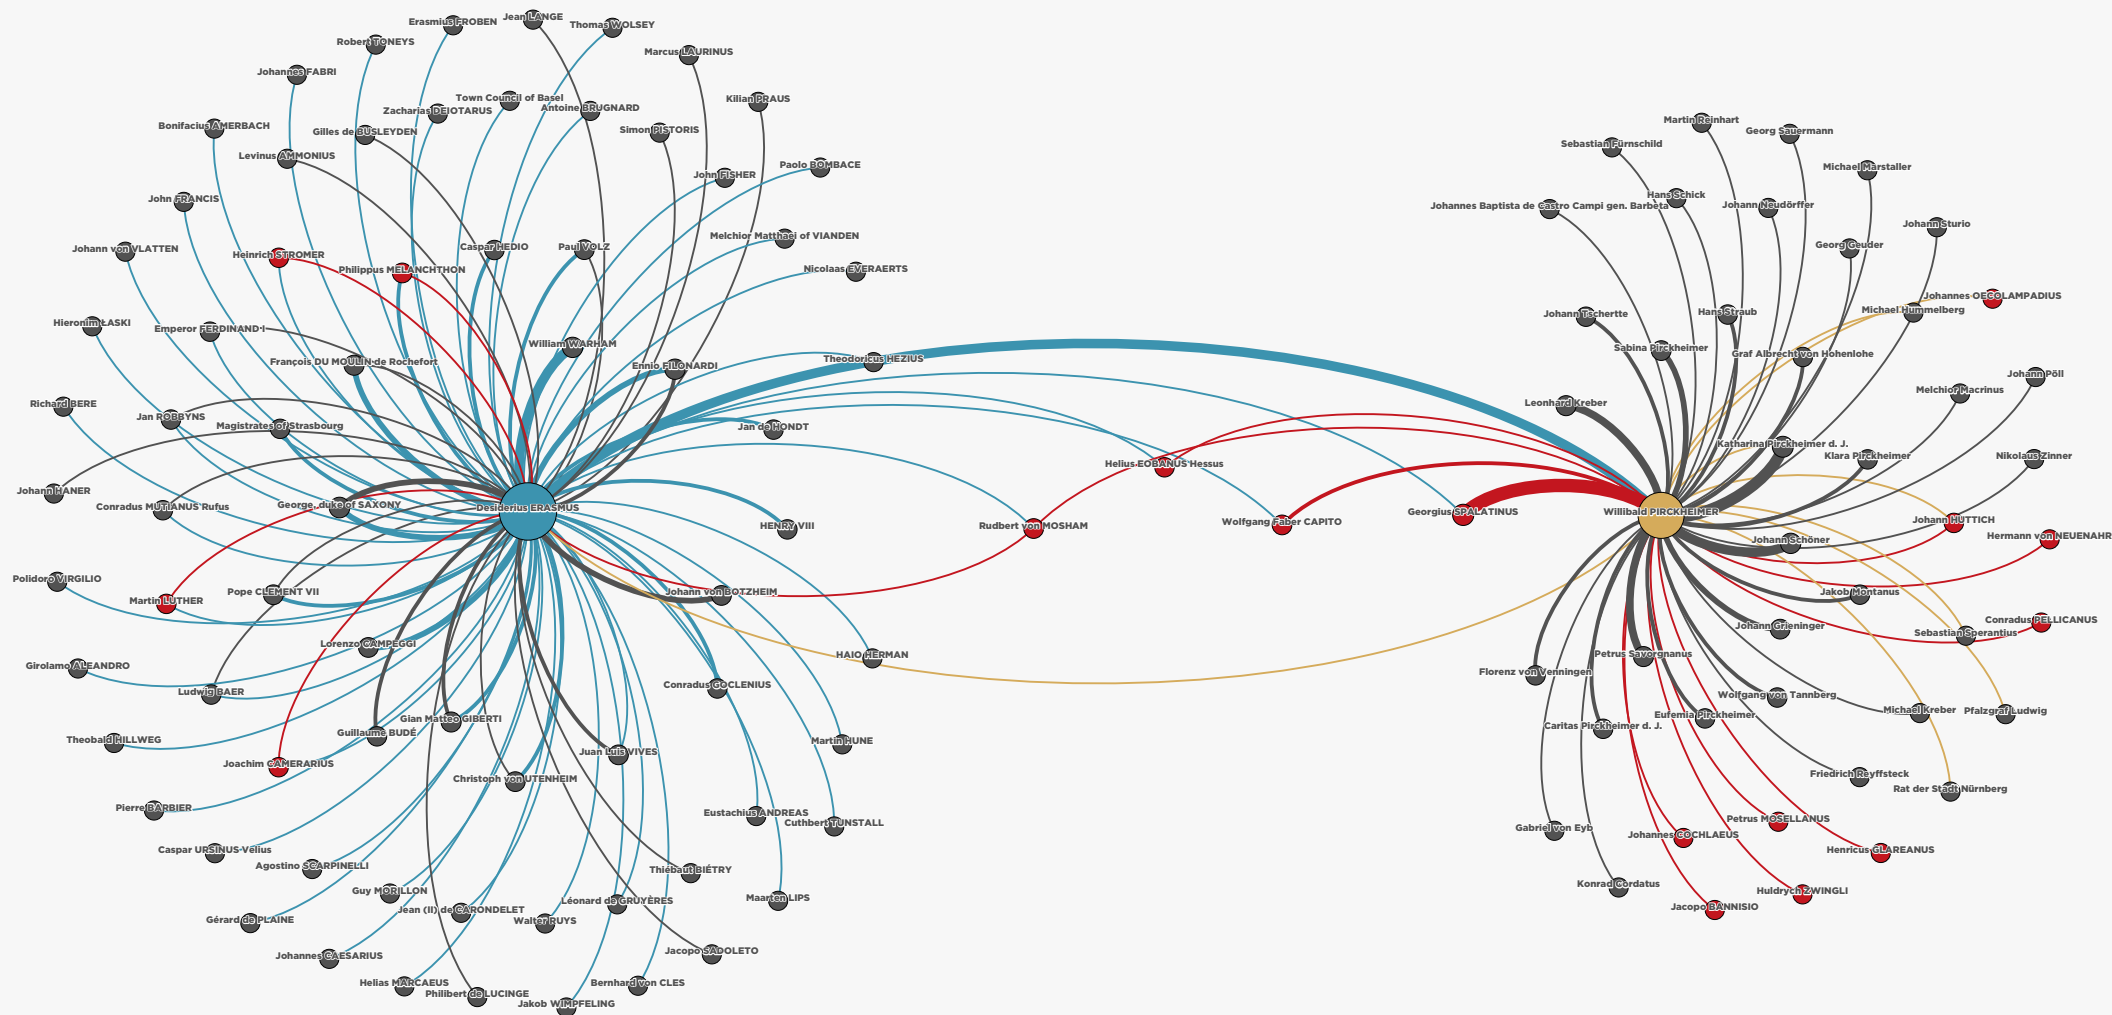 Erasmius FROBEN
Jean LANGE
Thomas WOLSEY
Robert TONEYS
Marcus LAURINUS
Johannes FABRI
Town Council of Basel
Kilian PRAUS
Zacharias DEIOTARUS
Antoine BRUGNARD
Bonifacius AMERBACH
Gilles de BUSLEYDEN
Simon PISTORIS
Levinus AMMONIUS
Paolo BOMBACE
John FISHER
John FRANCIS
Melchior Matthaei of VIANDEN
Johann von VLATTEN
Caspar HEDIO
Paul VOLZ
Heinrich STROMER
Philippus MELANCHTHON
Nicolaas EVERAERTS
Hieronim ŁASKI
Emperor FERDINAND I
William WARHAM
François DU MOULIN de Rochefort
Ennio FILONARDI
Theodoricus HEZIUS
Richard BERE
Jan ROBBYNS
Magistrates of Strasbourg
Jan de HONDT
Helius EOBANUS Hessus
Johann HANER
Conradus MUTIANUS Rufus
George, duke of SAXONY
Desiderius ERASMUS
HENRY VIII
Rudbert von MOSHAM
Wolfgang Faber CAPITO
Georgius SPALATINUS
Willibald PIRCKHEIMER
Polidoro VIRGILIO
Martin LUTHER
Pope CLEMENT VII
Johann von BOTZHEIM
Lorenzo CAMPEGGI
HAIO HERMAN
Girolamo ALEANDRO
Ludwig BAER
Conradus GOCLENIUS
Gian Matteo GIBERTI
Guillaume BUDÉ
Theobald HILLWEG
Martin HUNE
Juan Luis VIVES
Joachim CAMERARIUS
Christoph von UTENHEIM
Pierre BARBIER
Eustachius ANDREAS
Cuthbert TUNSTALL
Caspar URSINUS Velius
Agostino SCARPINELLI
Thiébaut BIÉTRY
Guy MORILLON
Léonard de GRUYÈRES
Maarten LIPS
Jean (II) de CARONDELET
Gérard de PLAINE
Walter RUYS
Johannes CAESARIUS
Jacopo SADOLETO
Helias MARCAEUS
Bernhard von CLES
Philibert de LUCINGE
Jakob WIMPFELING
Martin Reinhart
Georg Sauermann
Sebastian Fürnschild
Michael Marstaller
Hans Schick
Johannes Baptista de Castro Campi gen. Barbeta
Johann Neudörffer
Johann Sturio
Georg Geuder
Johannes OECOLAMPADIUS
Michael Hummelberg
Johann Tschertte
Hans Straub
Sabina Pirckheimer
Graf Albrecht von Hohenlohe
Johann Pöll
Melchior Macrinus
Leonhard Kreber
Katharina Pirckheimer d. J.
Klara Pirckheimer
Nikolaus Zinner
Johann HUTTICH
Hermann von NEUENAHR
Johann Schöner
Jakob Montanus
Conradus PELLICANUS
Johann Grieninger
Sebastian Sperantius
Petrus Savorgnanus
Florenz von Venningen
Wolfgang von Tannberg
Michael Kreber
Pfalzgraf Ludwig
Eufemia Pirckheimer
Caritas Pirckheimer d. J.
Friedrich Reyffsteck
Rat der Stadt Nürnberg
Petrus MOSELLANUS
Gabriel von Eyb
Johannes COCHLAEUS
Henricus GLAREANUS
Konrad Cordatus
Huldrych ZWINGLI
Jacopo BANNISIO